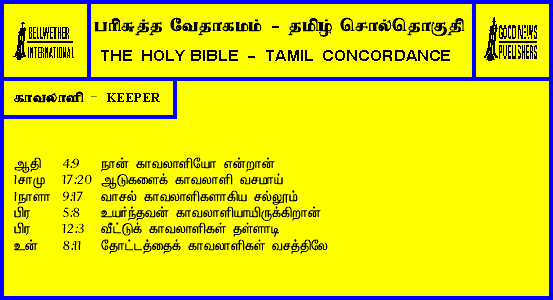 BELLWETHER
INTERNATIONAL
பரிசுத்த வேதாகமம் - தமிழ் சொல்தொகுதி
THE HOLY BIBLE - TAMIL CONCORDANCE
GOOD NEWS
PUBLISHERS
காவலாளி - KEEPER
ஆதி 4:9 நான் காவலாளியோ என்றான்
1சாமு 17:20 ஆடுகளைக் காவலாளி வசமாய்
1நாளா 9:17 வாசல் காவலாளிகளாகிய சல்லூம்
பிர 5:8 உயர்ந்தவன் காவலாளியாயிருக்கிறான்
பிர 12:3 வீட்டுக் காவலாளிகள் தள்ளாடி
உன் 8:11 தோட்டத்தைக் காவலாளிகள் வசத்திலே